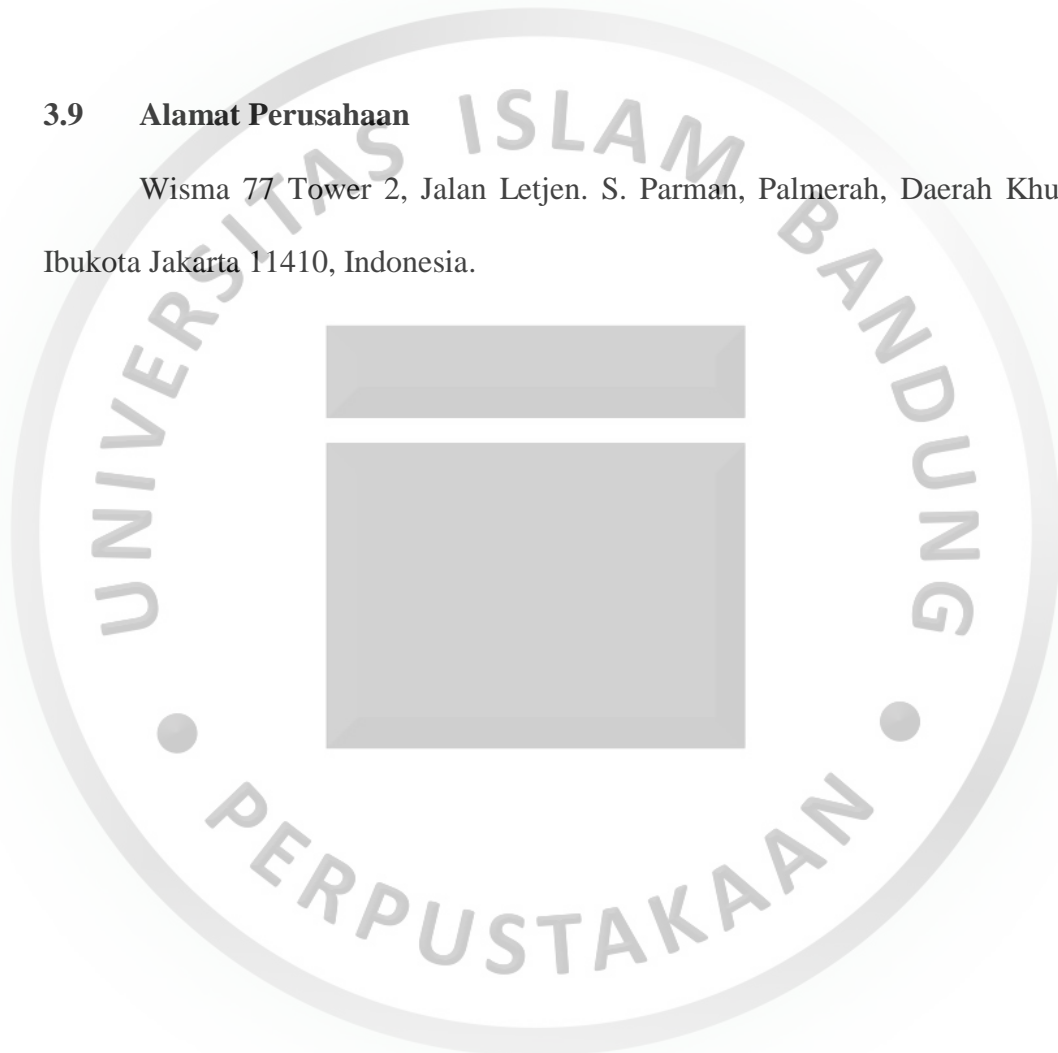 3.9 Alamat Perusahaan
Wisma 77 Tower 2, Jalan Letjen. S. Parman, Palmerah, Daerah
Ibukota Jakarta 11410, Indonesia.
UNIVERSITAS ISLAM BANDUNG
PERPUSTAKAAN